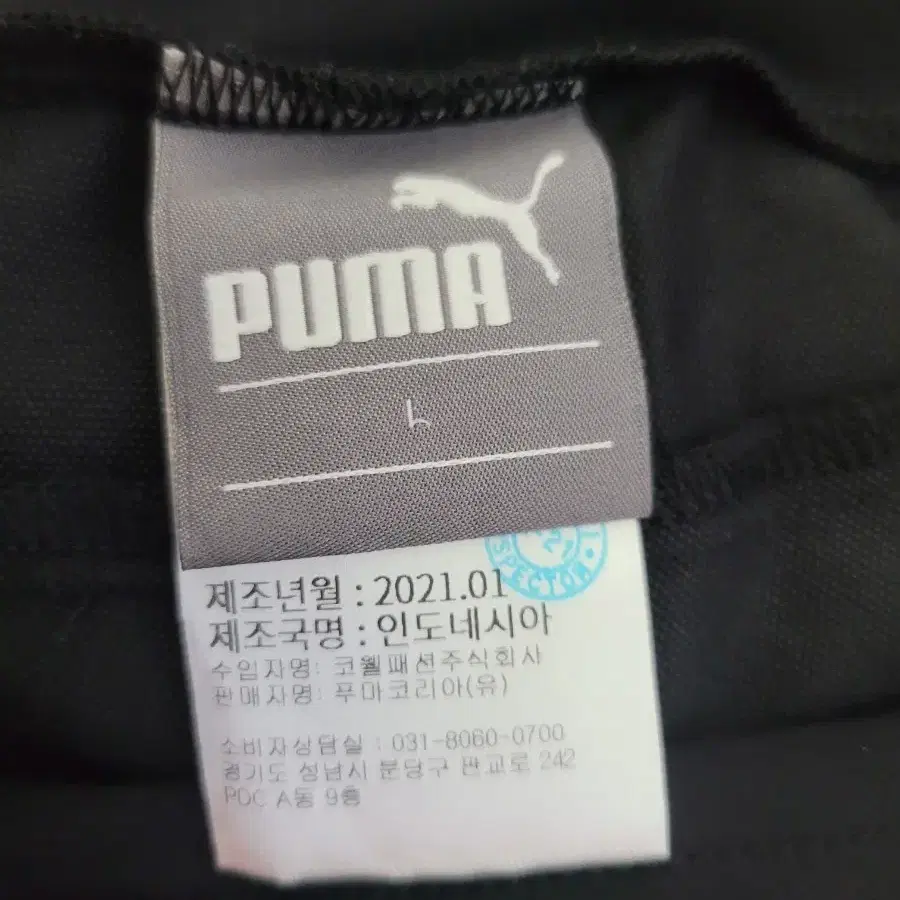 PUMA
L
제조년월 : 2021.01
제조국명 : 인도네시아
수입자명: 코웰패션주식회사
판매자명: 푸마코리아(유)
소비자상담실 : 031-8060-0700
경기도 성남시 분당구 판교로 242
PDC A동 9층